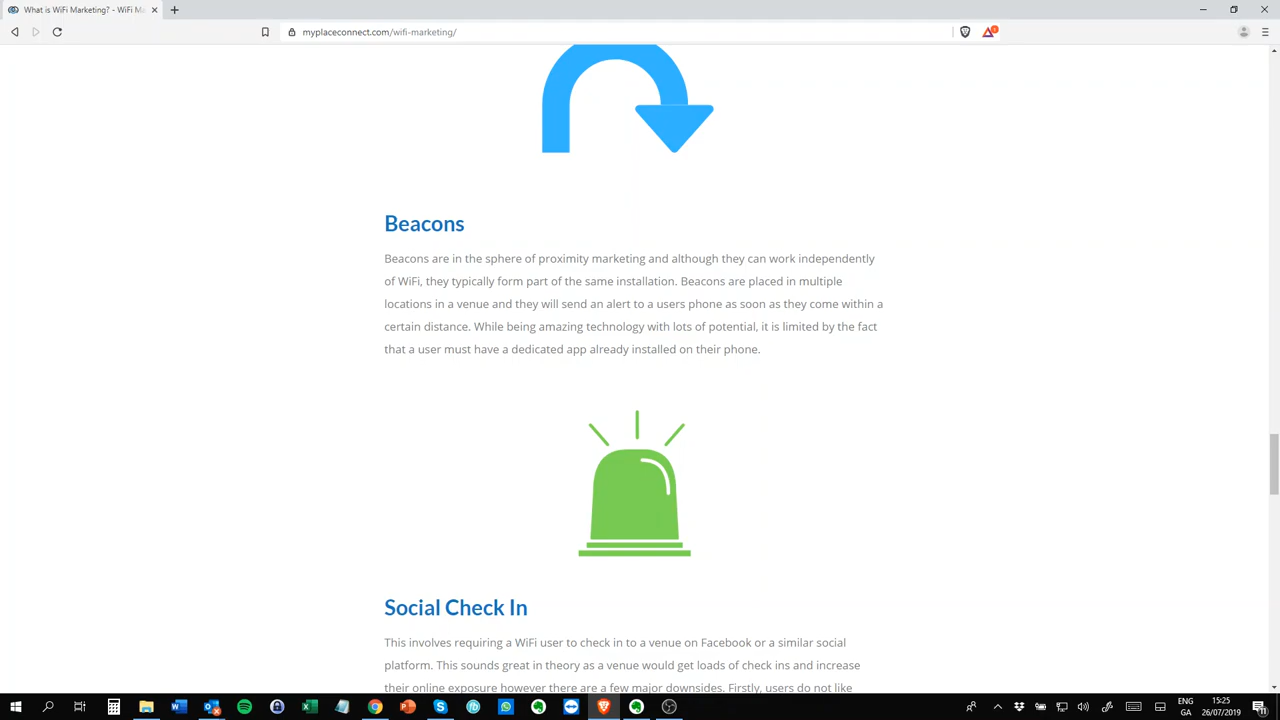 What is WiFi Marketing? - WiFi Ma
myplaceconnect.com/wifi-marketing/
Beacons
Beacons are in the sphere of proximity marketing and although they can work independently
of WiFi, they typically form part of the same installation. Beacons are placed in multiple
locations in a venue and they will send an alert to a users phone as soon as they come within a
certain distance. While being amazing technology with lots of potential, it is limited by the fact
that a user must have a dedicated app already installed on their phone.
Social Check In
This involves requiring a WiFi user to check in to a venue on Facebook or a similar social
platform. This sounds great in theory as a venue would get loads of check ins and increase
their online exposure however there are a few major downsides. Firstly, users do not like
ENG
GA
15:25
26/07/2019